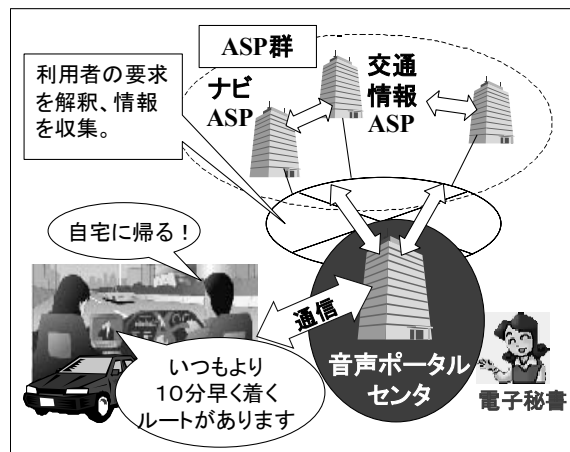 ASP群
利用者の要求
を解釈、情報
を収集。
ナビ
ASP
交通
情報
ASP
自宅に帰る！
通信
いつもより
１０分早く着く
ルートがあります
音声ポータル
センタ
電子秘書